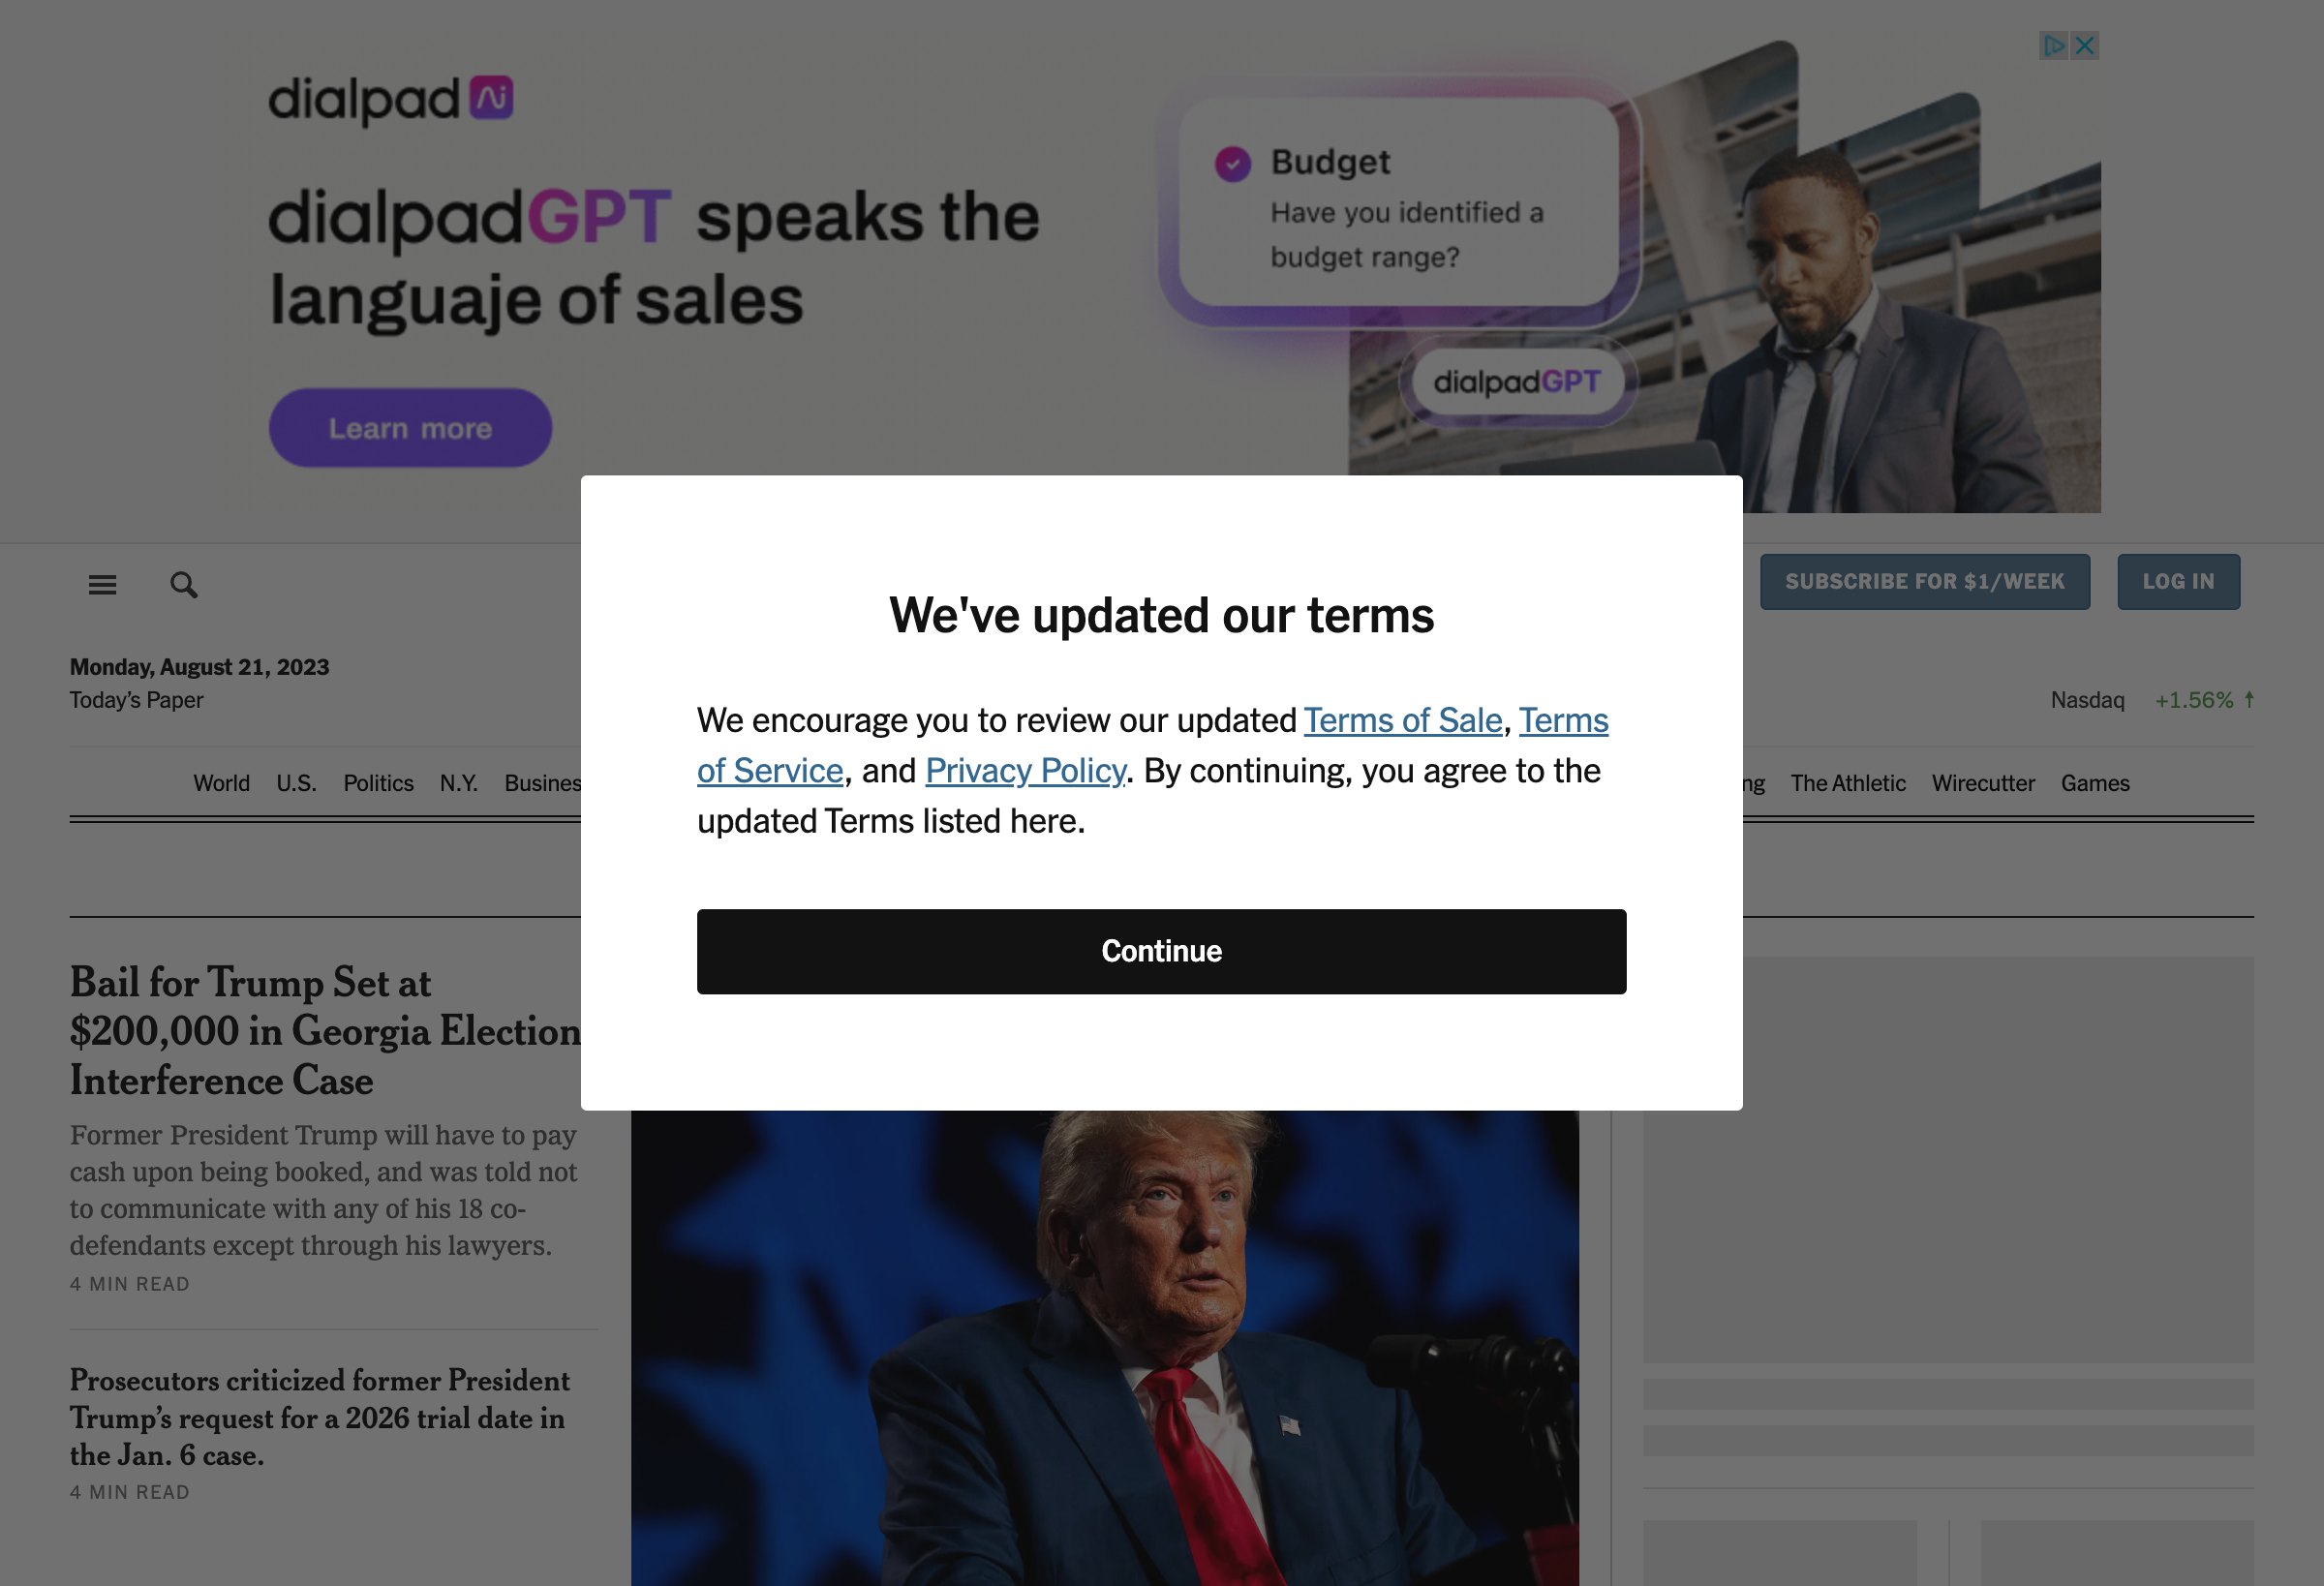 dialpad Ai
dialpadGPT speaks the
languaje of sales
Learn more
Budget
Have you identified a
budget range?
dialpadGPT
SUBSCRIBE FOR $1/WEEK
LOG IN
Monday, August 21, 2023
Today’s Paper
Nasdaq +1.56%
World U.S. Politics N.Y. Busines
ng The Athletic Wirecutter Games
We've updated our terms
We encourage you to review our updated Terms of Sale, Terms
of Service, and Privacy Policy. By continuing, you agree to the
updated Terms listed here.
Continue
Bail for Trump Set at
$200,000 in Georgia Election
Interference Case
Former President Trump will have to pay
cash upon being booked, and was told not
to communicate with any of his 18 co-
defendants except through his lawyers.
4 MIN READ
Prosecutors criticized former President
Trump’s request for a 2026 trial date in
the Jan. 6 case.
4 MIN READ